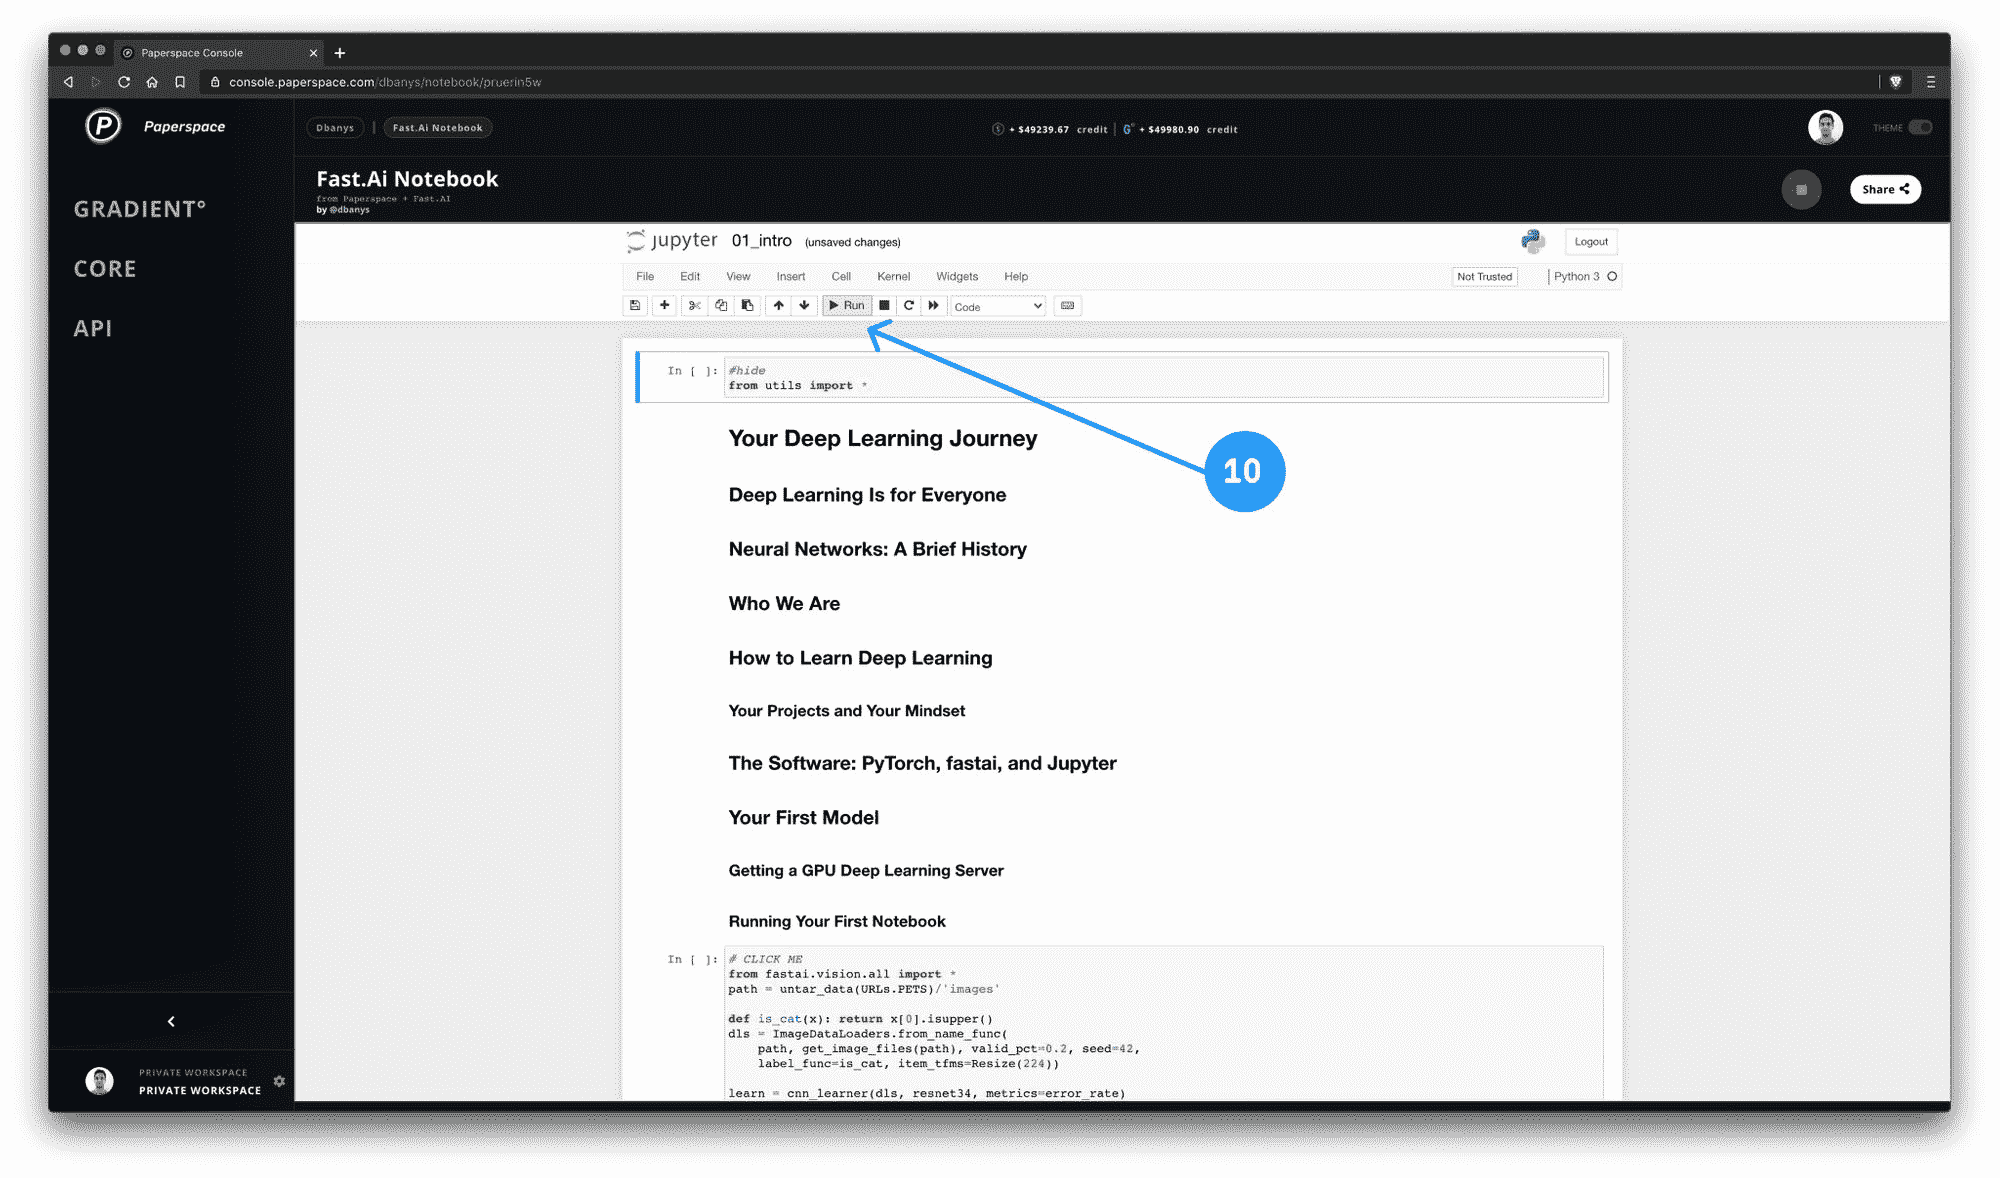 Paperspace Console
console.paperspace.com/dbanys/notebook/pruerin5w
Paperspace
Dbanys | Fast.Ai Notebook
+ $49239.67 credit | G° + $49980.90 credit
THEME
GRADIENT°
CORE
API
Fast.Ai Notebook
from Paperspace + Fast.AI
by @dbanys
Share
jupyter 01_intro (unsaved changes)
Logout
File Edit View Insert Cell Kernel Widgets Help
Not Trusted
Python 3
Run
Code
10
In [ ]: #hide
from utils import *
Your Deep Learning Journey
Deep Learning Is for Everyone
Neural Networks: A Brief History
Who We Are
How to Learn Deep Learning
Your Projects and Your Mindset
The Software: PyTorch, fastai, and Jupyter
Your First Model
Getting a GPU Deep Learning Server
Running Your First Notebook
In [ ]: # CLICK ME
from fastai.vision.all import *
path = untar_data(URLs.PETS)/'images'
def is_cat(x): return x[0].isupper()
dls = ImageDataLoaders.from_name_func(
path, get_image_files(path), valid_pct=0.2, seed=42,
label_func=is_cat, item_tfms=Resize(224))
learn = cnn_learner(dls, resnet34, metrics=error_rate)
PRIVATE WORKSPACE
PRIVATE WORKSPACE